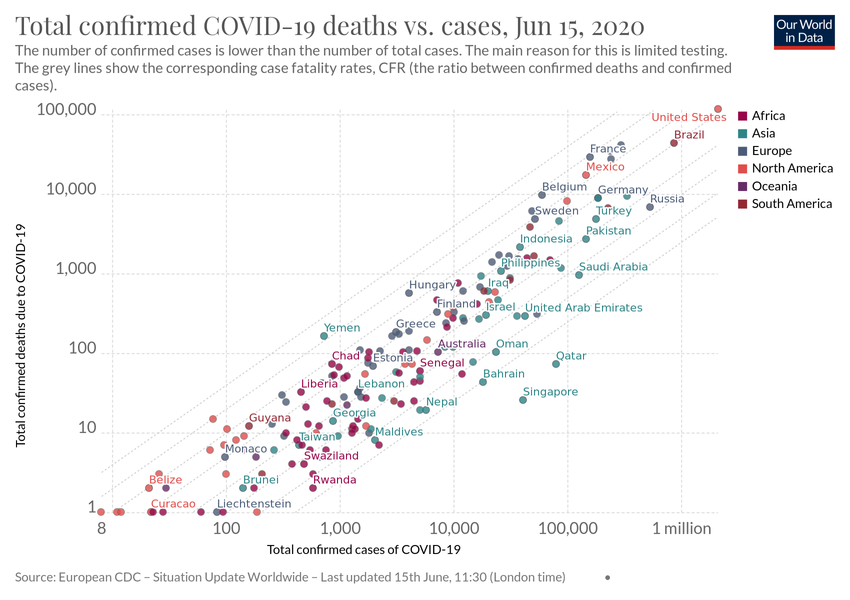 Total confirmed COVID-19 deaths vs. cases, Jun 15, 2020
Our World
in Data
The number of confirmed cases is lower than the number of total cases. The main reason for this is limited testing.
The grey lines show the corresponding case fatality rates, CFR (the ratio between confirmed deaths and confirmed
cases).
100,000
United States
Africa
Brazil
Asia
France
Europe
Mexico
North America
Oceania
South America
10,000
Belgium
Germany
Russia
Sweden
Turkey
Pakistan
Indonesia
1,000
Philippines
Saudi Arabia
Hungary
Iraq
Finland
Israel
United Arab Emirates
Yemen
Greece
100
Australia
Oman
Chad
Estonia
Senegal
Qatar
Bahrain
Liberia
Lebanon
Singapore
Nepal
Guyana
Georgia
10
Taiwan
Maldives
Monaco
Swaziland
Belize
Brunei
Rwanda
1
Curacao
Liechtenstein
8
100
1,000
10,000
100,000
1 million
Total confirmed deaths due to COVID-19
Total confirmed cases of COVID-19
Source: European CDC – Situation Update Worldwide – Last updated 15th June, 11:30 (London time)